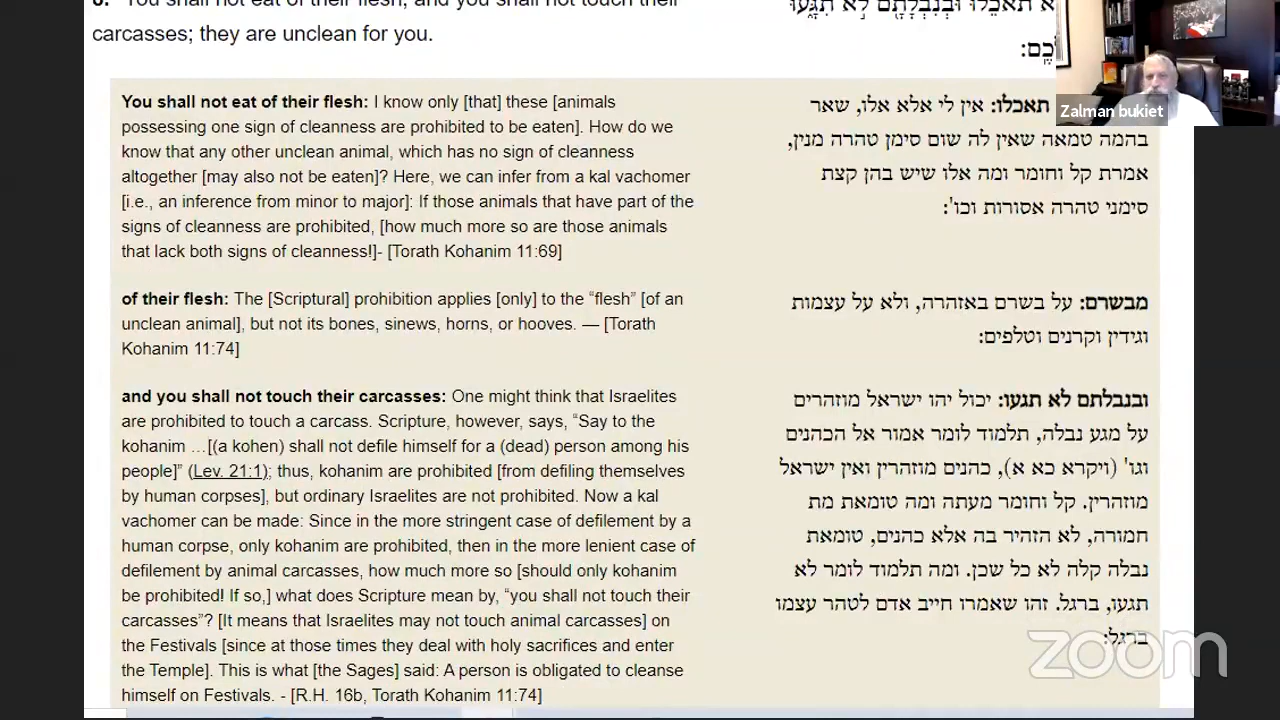 carcasses; they are unclean for you.
You shall not eat of their flesh: I know only [that] these [animals
possessing one sign of cleanness are prohibited to be eaten]. How do we
know that any other unclean animal, which has no sign of cleanness
altogether [may also not be eaten]? Here, we can infer from a kal vachomer
[i.e., an inference from minor to major]: If those animals that have part of the
signs of cleanness are prohibited, [how much more so are those animals
that lack both signs of cleanness!]- [Torath Kohanim 11:69]
of their flesh: The [Scriptural] prohibition applies [only] to the “flesh” [of an
unclean animal], but not its bones, sinews, horns, or hooves. — [Torath
Kohanim 11:74]
and you shall not touch their carcasses: One might think that Israelites
are prohibited to touch a carcass. Scripture, however, says, “Say to the
kohanim …[(a kohen) shall not defile himself for a (dead) person among his
people]” (Lev. 21:1); thus, kohanim are prohibited [from defiling themselves
by human corpses], but ordinary Israelites are not prohibited. Now a kal
vachomer can be made: Since in the more stringent case of defilement by a
human corpse, only kohanim are prohibited, then in the more lenient case of
defilement by animal carcasses, how much more so [should only kohanim
be prohibited! If so,] what does Scripture mean by, “you shall not touch their
carcasses”? [It means that Israelites may not touch animal carcasses] on
the Festivals [since at those times they deal with holy sacrifices and enter
the Temple]. This is what [the Sages] said: A person is obligated to cleanse
himself on Festivals. - [R.H. 16b, Torath Kohanim 11:74]
תאכלו: אין לי אלא אלו, שאר
בהמה טמאה שאין לה שום סימן טהרה מנין,
אמרת קל וחומר ומה אלו שיש בהן קצת
סימני טהרה אסורות וכו':
מבשרם: על בשרם באזהרה, ולא על עצמות
וגידין וקרנים וטלפים:
ובנבלתם לא תגעו: יכול יהו ישראל מוזהרים
על מגע נבלה, תלמוד לומר אמור אל הכהנים
וגו' (ויקרא כא א), כהנים מוזהרין ואין ישראל
מוזהרין. קל וחומר מעתה ומה טומאת מת
חמורה, לא הזהיר בה אלא כהנים, טומאת
נבלה קלה לא כל שכן. ומה תלמוד לומר לא
תגעו, ברגל. זהו שאמרו חייב אדם לטהר עצמו
ברגל:
Zalman bukiet
zoom